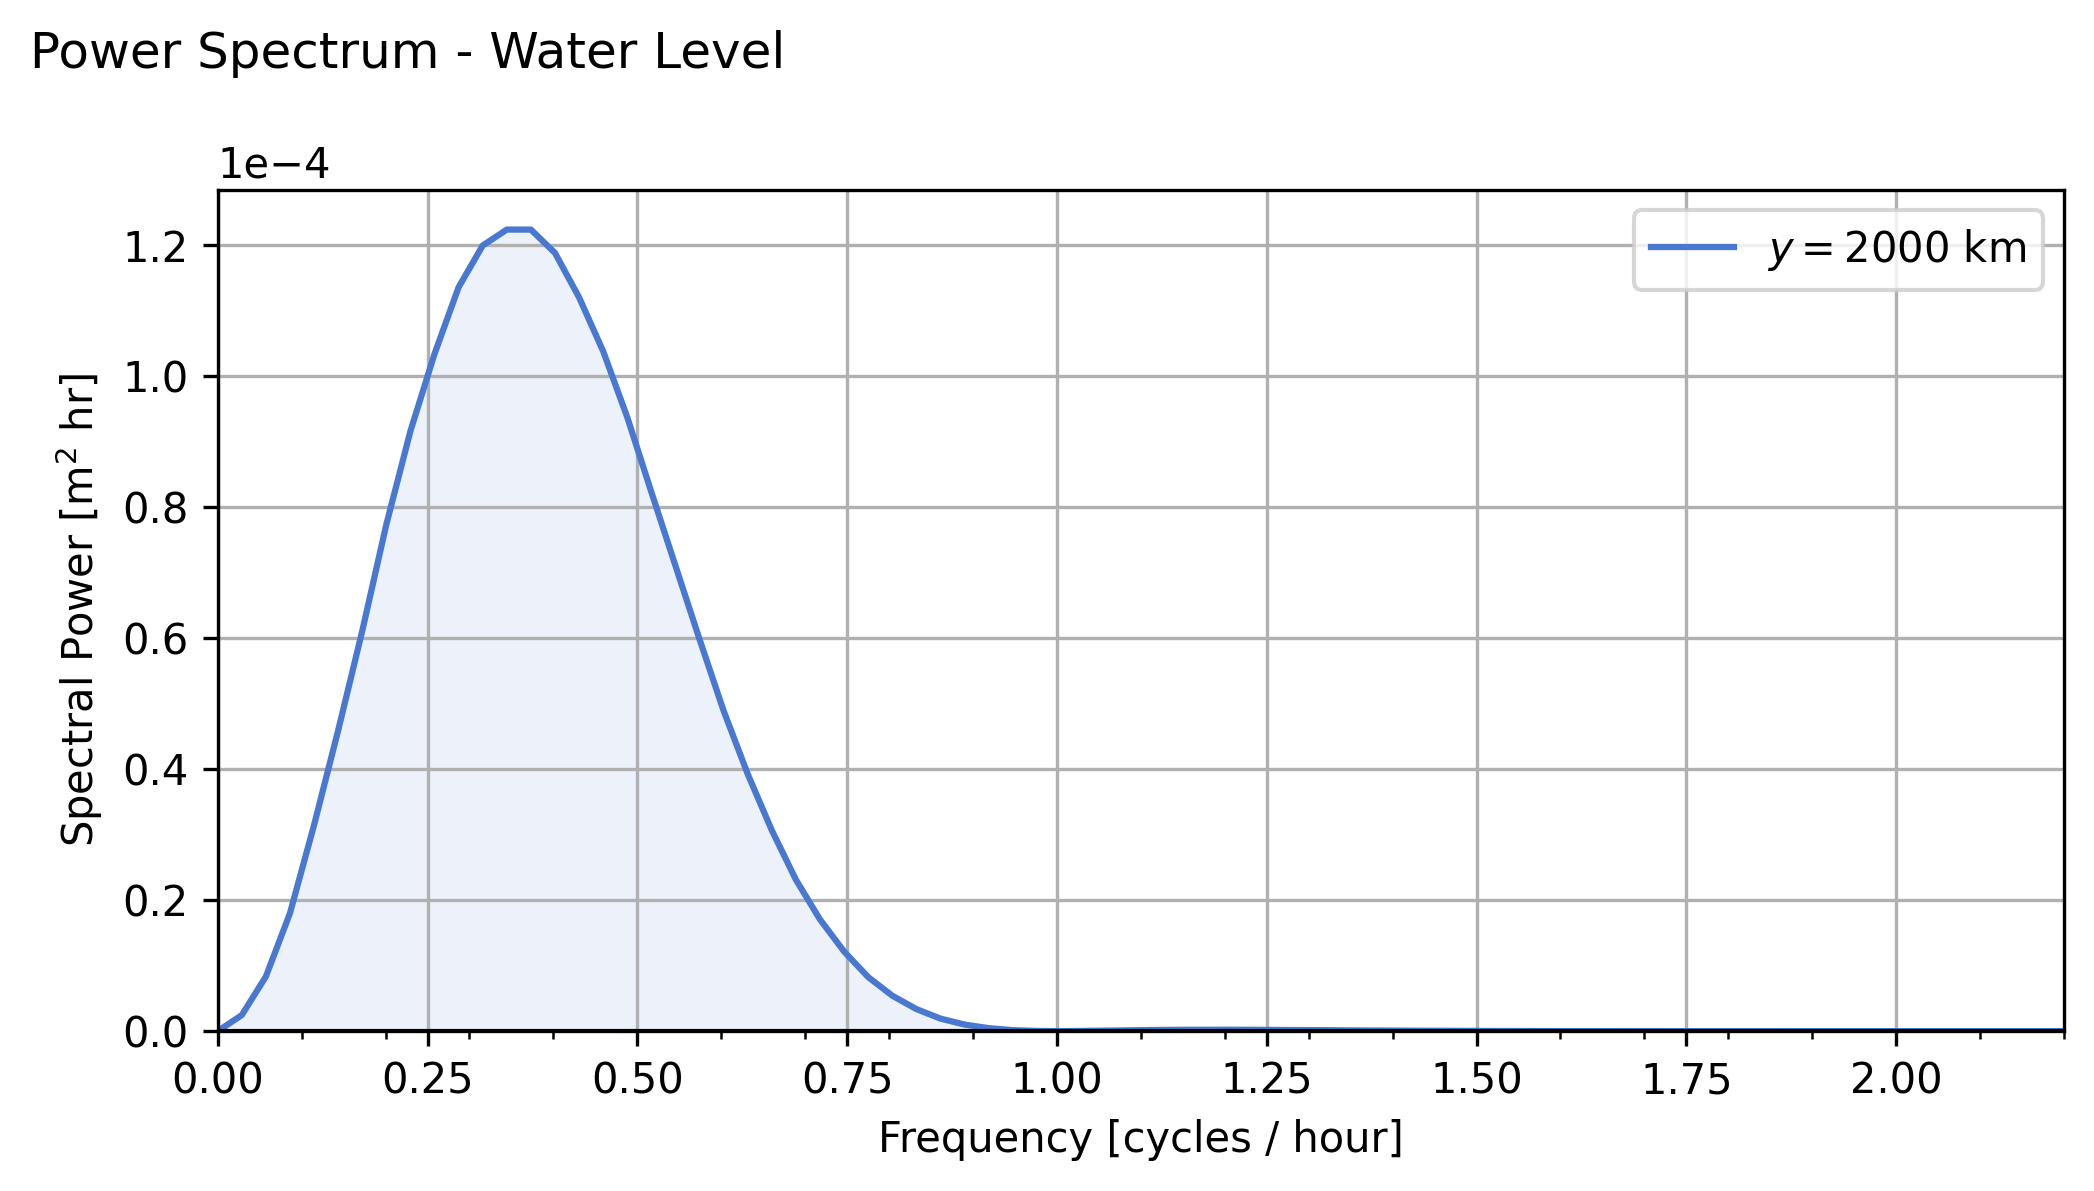 Power Spectrum - Water Level
1e−4
1.2
1.0
0.8
0.6
0.4
0.2
0.0
Spectral Power [m² hr]
y = 2000 km
0.00 0.25 0.50 0.75 1.00 1.25 1.50 1.75 2.00
Frequency [cycles / hour]